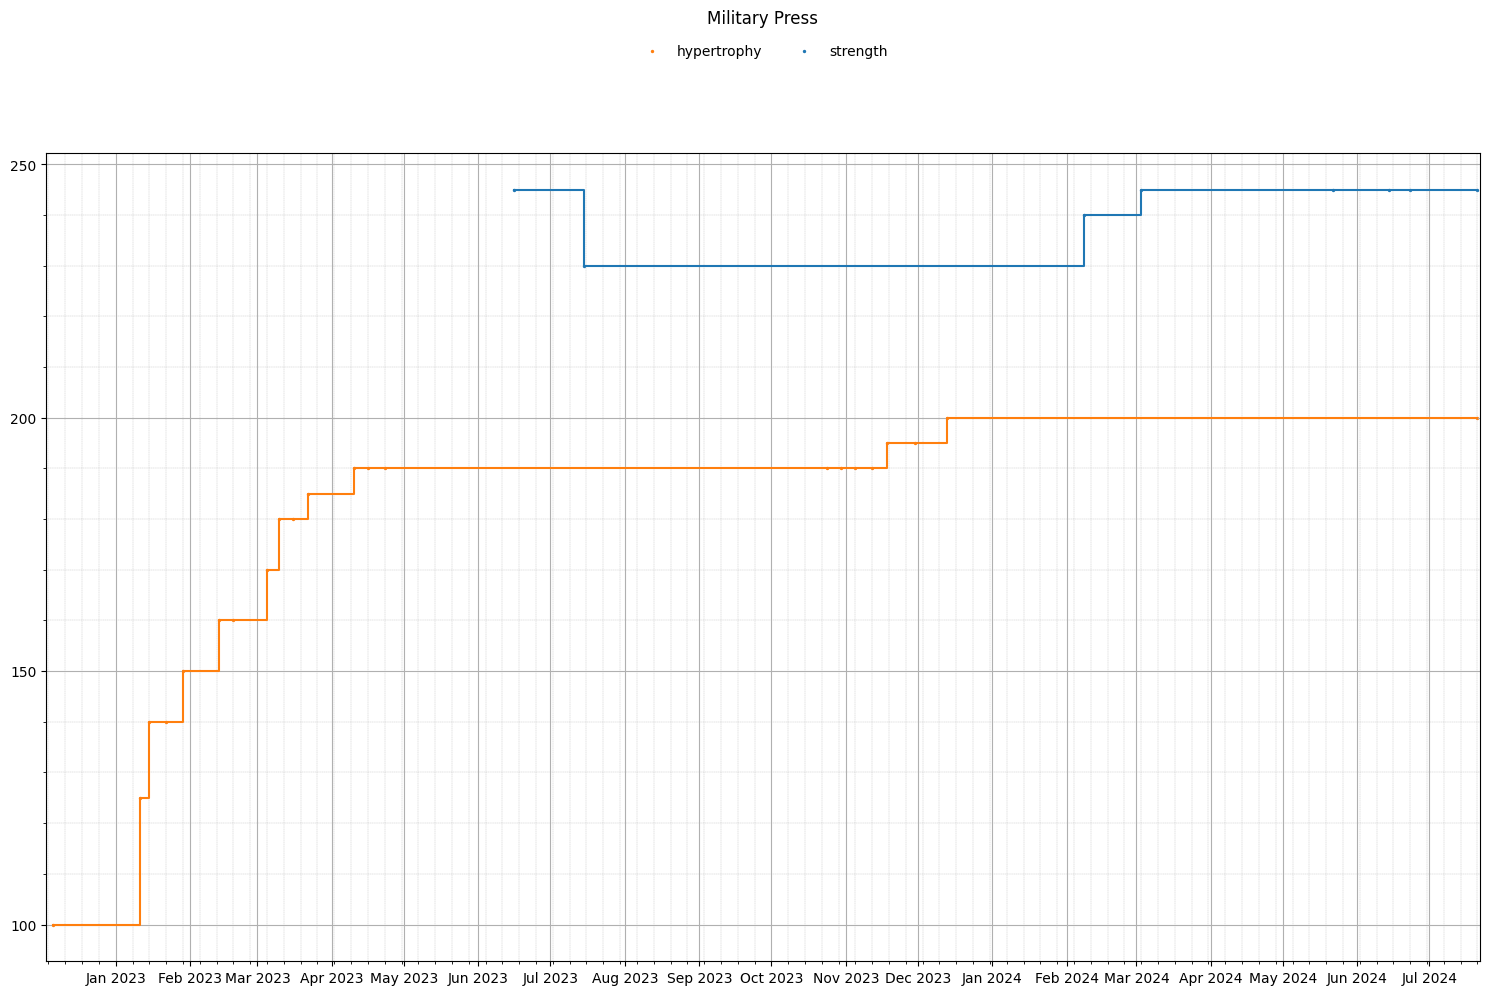 Military Press
hypertrophy strength
250
200
150
100
Jan 2023 Feb 2023 Mar 2023 Apr 2023 May 2023 Jun 2023 Jul 2023 Aug 2023 Sep 2023 Oct 2023 Nov 2023 Dec 2023 Jan 2024 Feb 2024 Mar 2024 Apr 2024 May 2024 Jun 2024 Jul 2024